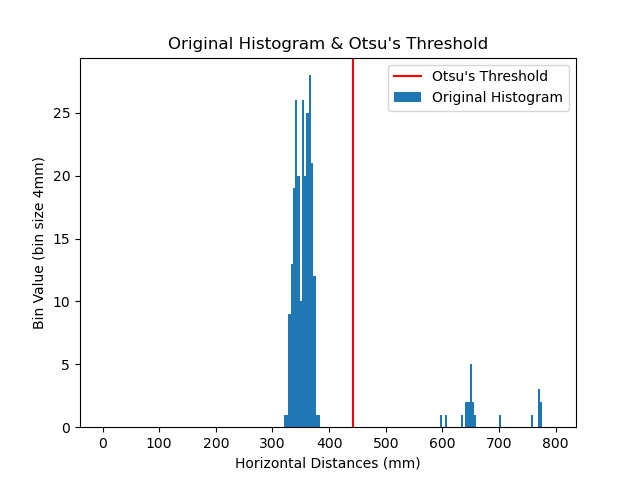 Original Histogram & Otsu's Threshold
Otsu's Threshold
Original Histogram
Bin Value (bin size 4mm)
25
20
15
10
5
0
0 100 200 300 400 500 600 700 800
Horizontal Distances (mm)